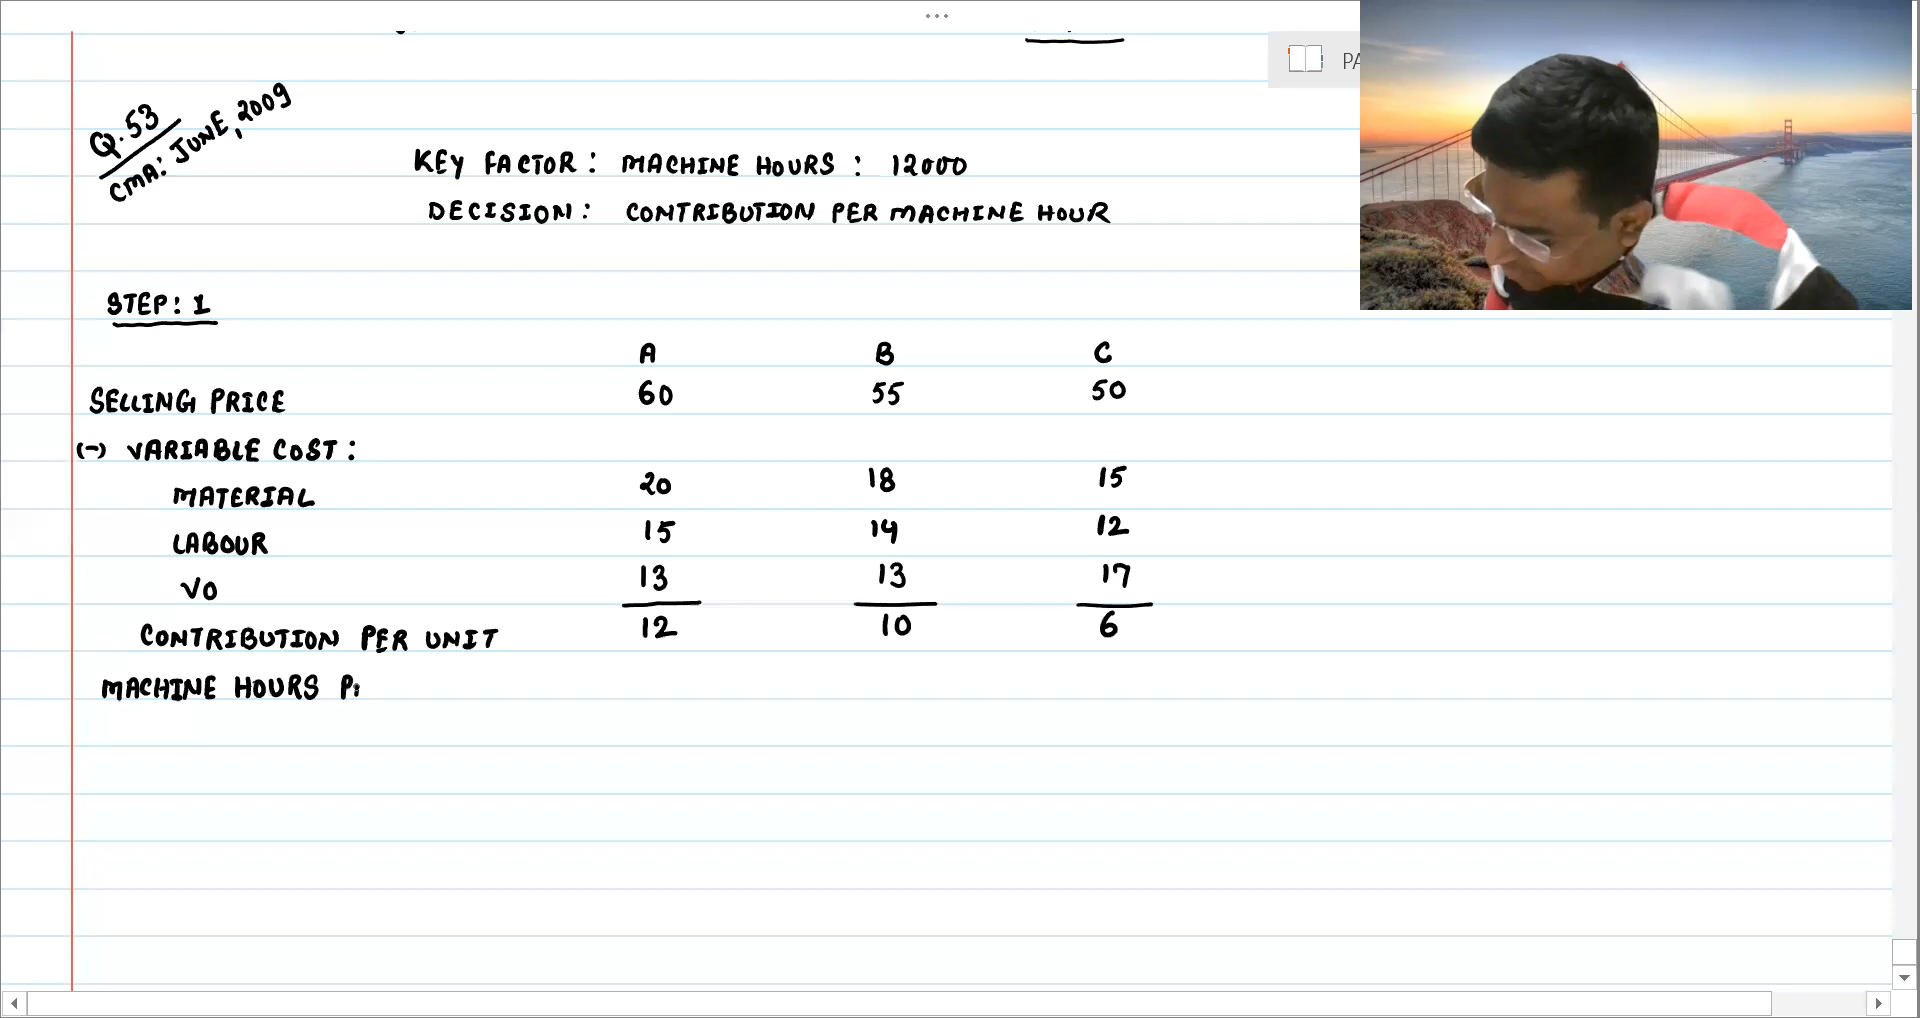 Q.53
CMA: JUNE, 2009
KEY FACTOR: MACHINE HOURS: 12000
DECISION: CONTRIBUTION PER MACHINE HOUR
STEP: 1
A B C
SELLING PRICE 60 55 50
(-) VARIABLE COST:
MATERIAL 20 18 15
LABOUR 15 14 12
VO 13 13 17
CONTRIBUTION PER UNIT 12 10 6
MACHINE HOURS P